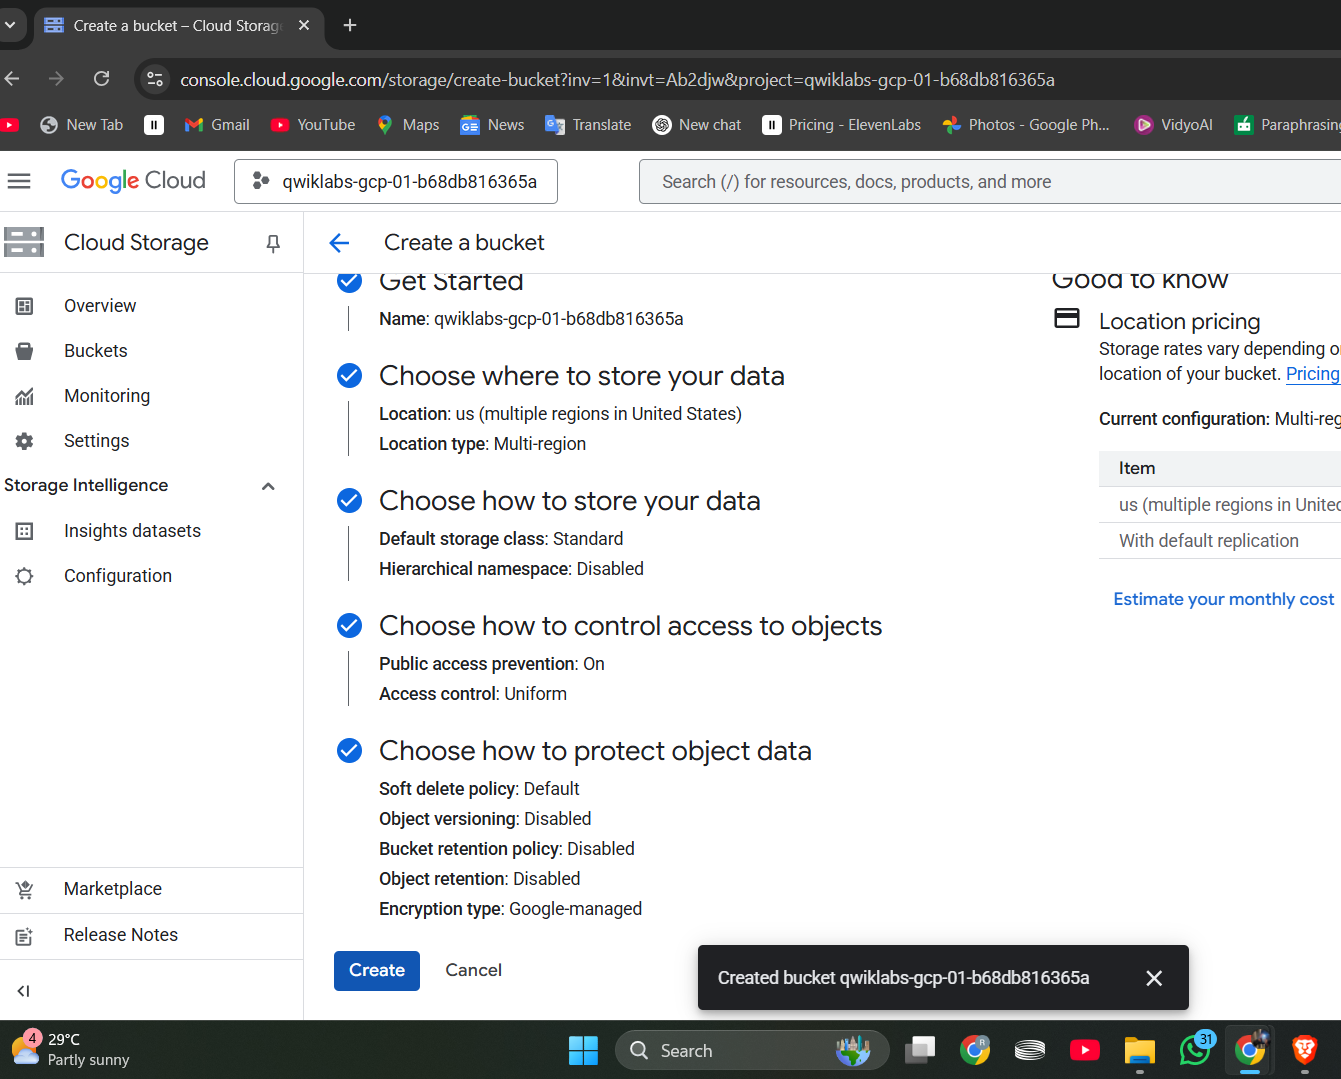 Create a bucket – Cloud Storag
console.cloud.google.com/storage/create-bucket?inv=1&invt=Ab2djw&project=qwiklabs-gcp-01-b68db816365a
New Tab
Gmail
YouTube
Maps
News
Translate
New chat
Pricing - ElevenLabs
Photos - Google Ph...
VidyoAI
Paraphrasing
Google Cloud
qwiklabs-gcp-01-b68db816365a
Search (/) for resources, docs, products, and more
Cloud Storage
Overview
Buckets
Monitoring
Settings
Storage Intelligence
Insights datasets
Configuration
Marketplace
Release Notes
Create a bucket
Get Started
Name: qwiklabs-gcp-01-b68db816365a
Choose where to store your data
Location: us (multiple regions in United States)
Location type: Multi-region
Choose how to store your data
Default storage class: Standard
Hierarchical namespace: Disabled
Choose how to control access to objects
Public access prevention: On
Access control: Uniform
Choose how to protect object data
Soft delete policy: Default
Object versioning: Disabled
Bucket retention policy: Disabled
Object retention: Disabled
Encryption type: Google-managed
Create
Cancel
Good to know
Location pricing
Storage rates vary depending o
location of your bucket. Pricing
Current configuration: Multi-reg
Item
us (multiple regions in United
With default replication
Estimate your monthly cost
Created bucket qwiklabs-gcp-01-b68db816365a
4
29°C
Partly sunny
Search
R
31